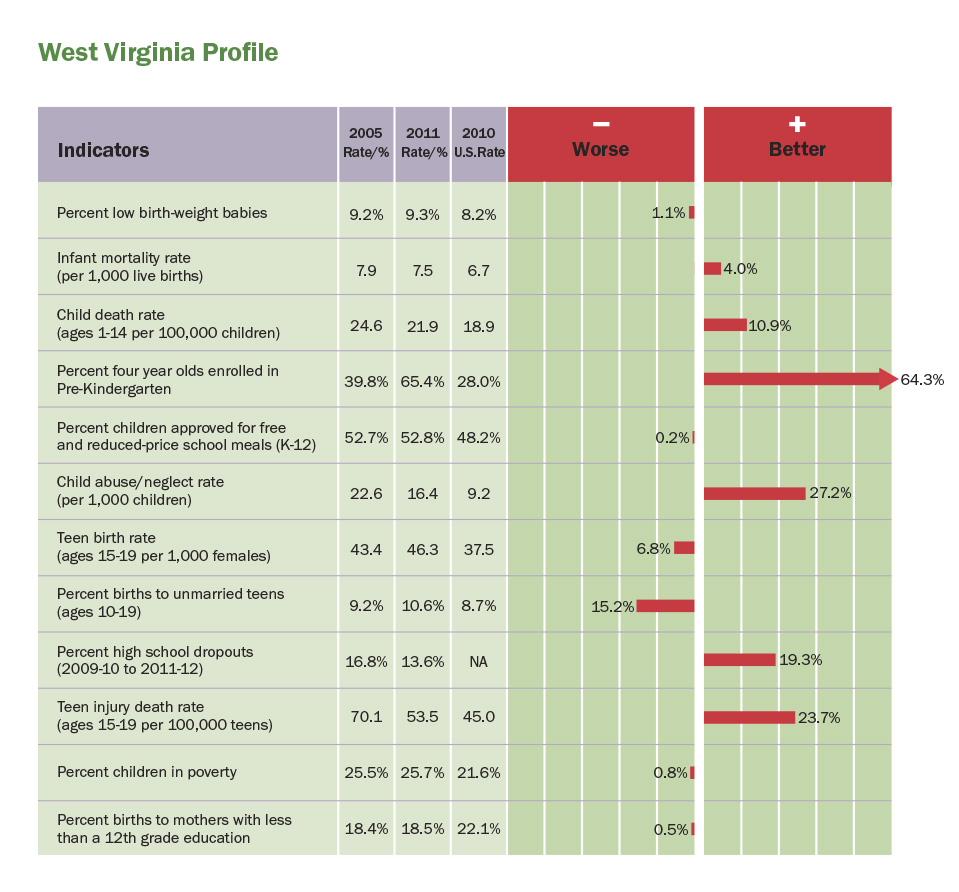 West Virginia Profile
Indicators
2005
Rate/%
2011
Rate/%
2010
U.S.Rate
−
Worse
+
Better
Percent low birth-weight babies
9.2% 9.3% 8.2% 1.1%
Infant mortality rate
(per 1,000 live births)
7.9 7.5 6.7 4.0%
Child death rate
(ages 1-14 per 100,000 children)
24.6 21.9 18.9 10.9%
Percent four year olds enrolled in
Pre-Kindergarten
39.8% 65.4% 28.0% 64.3%
Percent children approved for free
and reduced-price school meals (K-12)
52.7% 52.8% 48.2% 0.2%
Child abuse/neglect rate
(per 1,000 children)
22.6 16.4 9.2 27.2%
Teen birth rate
(ages 15-19 per 1,000 females)
43.4 46.3 37.5 6.8%
Percent births to unmarried teens
(ages 10-19)
9.2% 10.6% 8.7% 15.2%
Percent high school dropouts
(2009-10 to 2011-12)
16.8% 13.6% NA 19.3%
Teen injury death rate
(ages 15-19 per 100,000 teens)
70.1 53.5 45.0 23.7%
Percent children in poverty
25.5% 25.7% 21.6% 0.8%
Percent births to mothers with less
than a 12th grade education
18.4% 18.5% 22.1% 0.5%